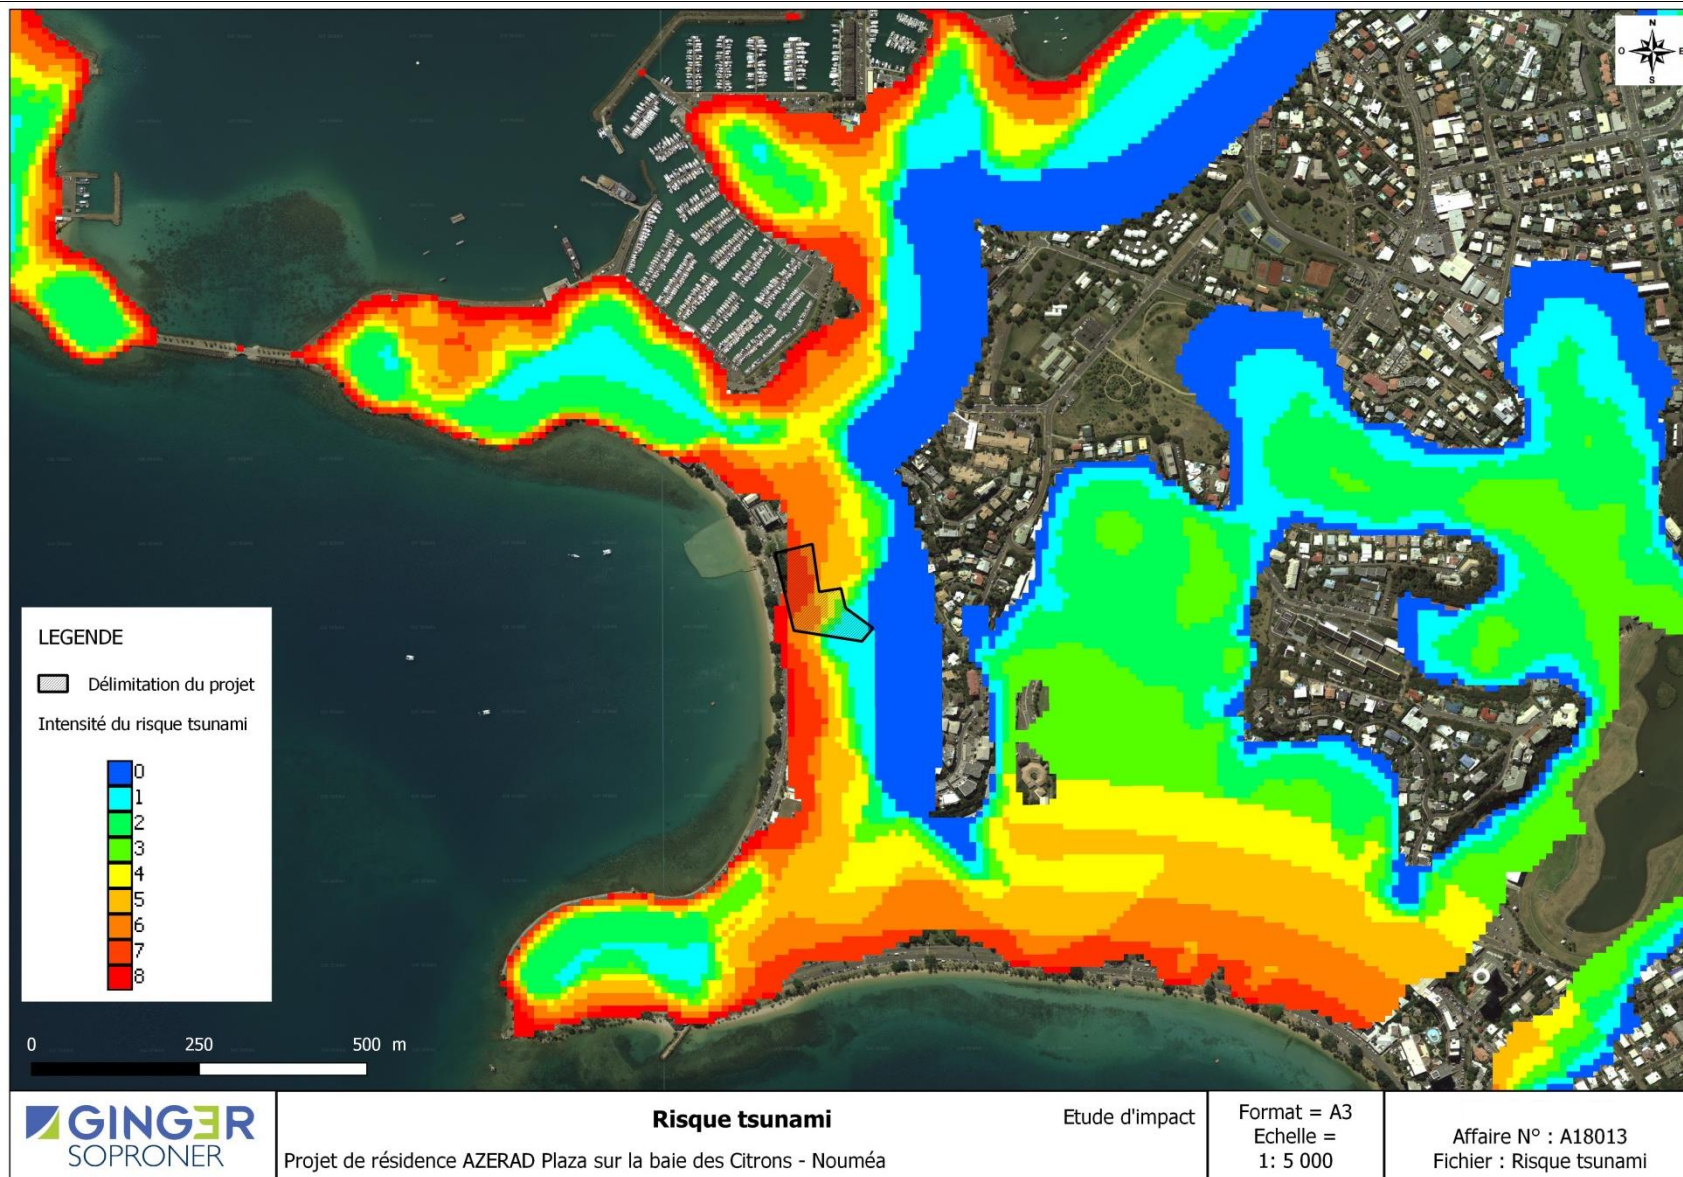 N
O E
S
LEGENDE
Délimitation du projet
Intensité du risque tsunami
0
1
2
3
4
5
6
7
8
0 250 500 m
GINGER
SOPRONER
Risque tsunami
Etude d'impact
Projet de résidence AZERAD Plaza sur la baie des Citrons - Nouméa
Format = A3
Echelle =
1: 5 000
Affaire N° : A18013
Fichier : Risque tsunami